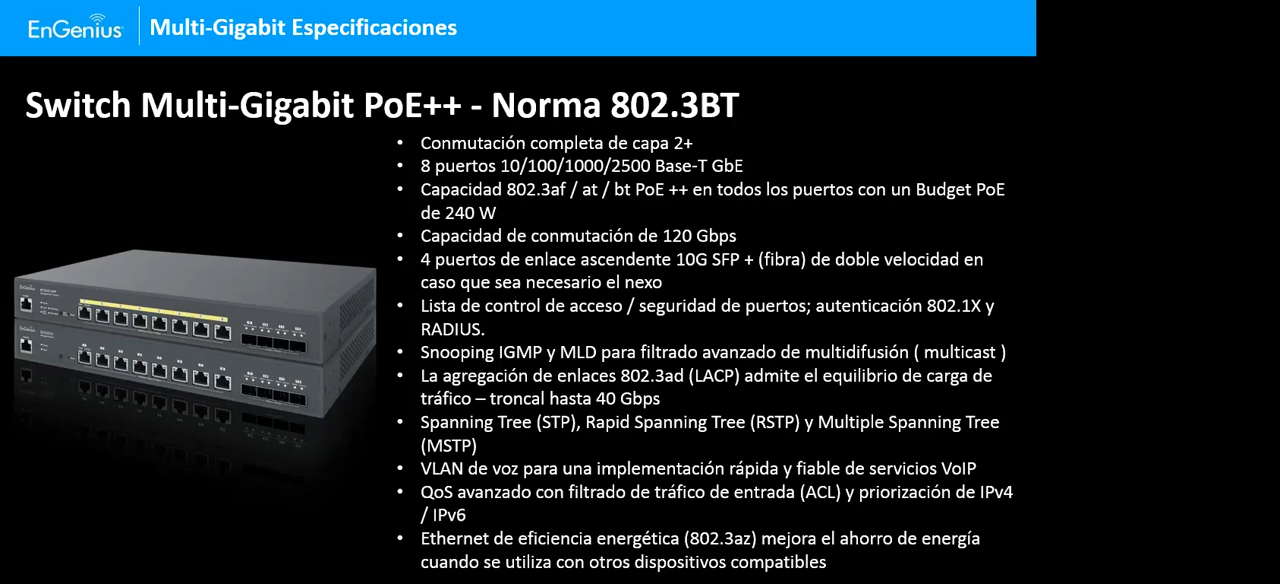 EnGenius
Multi-Gigabit Especificaciones
Switch Multi-Gigabit PoE++ - Norma 802.3BT
• Conmutación completa de capa 2+
• 8 puertos 10/100/1000/2500 Base-T GbE
• Capacidad 802.3af / at / bt PoE ++ en todos los puertos con un Budget PoE
de 240 W
• Capacidad de conmutación de 120 Gbps
• 4 puertos de enlace ascendente 10G SFP + (fibra) de doble velocidad en
caso que sea necesario el nexo
• Lista de control de acceso / seguridad de puertos; autenticación 802.1X y
RADIUS.
• Snooping IGMP y MLD para filtrado avanzado de multidifusión ( multicast )
• La agregación de enlaces 802.3ad (LACP) admite el equilibrio de carga de
tráfico – troncal hasta 40 Gbps
• Spanning Tree (STP), Rapid Spanning Tree (RSTP) y Multiple Spanning Tree
(MSTP)
• VLAN de voz para una implementación rápida y fiable de servicios VoIP
• QoS avanzado con filtrado de tráfico de entrada (ACL) y priorización de IPv4
/ IPv6
• Ethernet de eficiencia energética (802.3az) mejora el ahorro de energía
cuando se utiliza con otros dispositivos compatibles
EnGenius
EnGenius